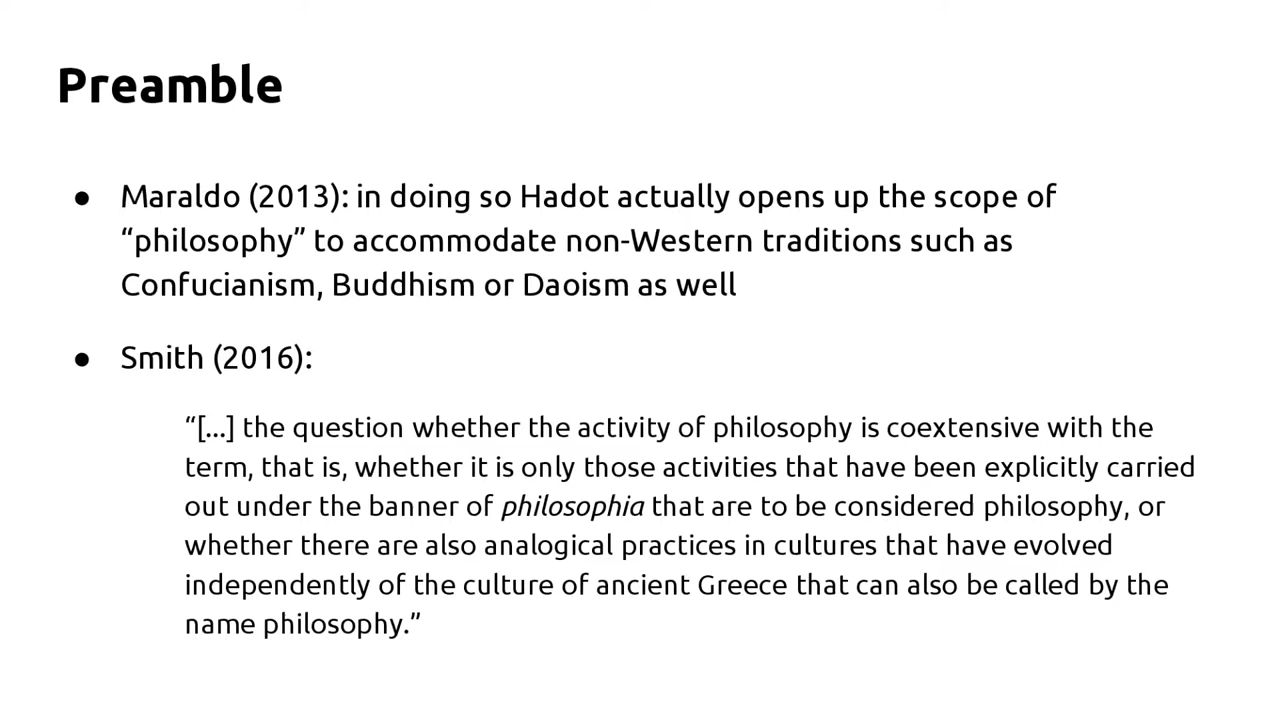 Preamble
● Maraldo (2013): in doing so Hadot actually opens up the scope of
“philosophy” to accommodate non-Western traditions such as
Confucianism, Buddhism or Daoism as well
● Smith (2016):
“[...] the question whether the activity of philosophy is coextensive with the
term, that is, whether it is only those activities that have been explicitly carried
out under the banner of philosophia that are to be considered philosophy, or
whether there are also analogical practices in cultures that have evolved
independently of the culture of ancient Greece that can also be called by the
name philosophy.”